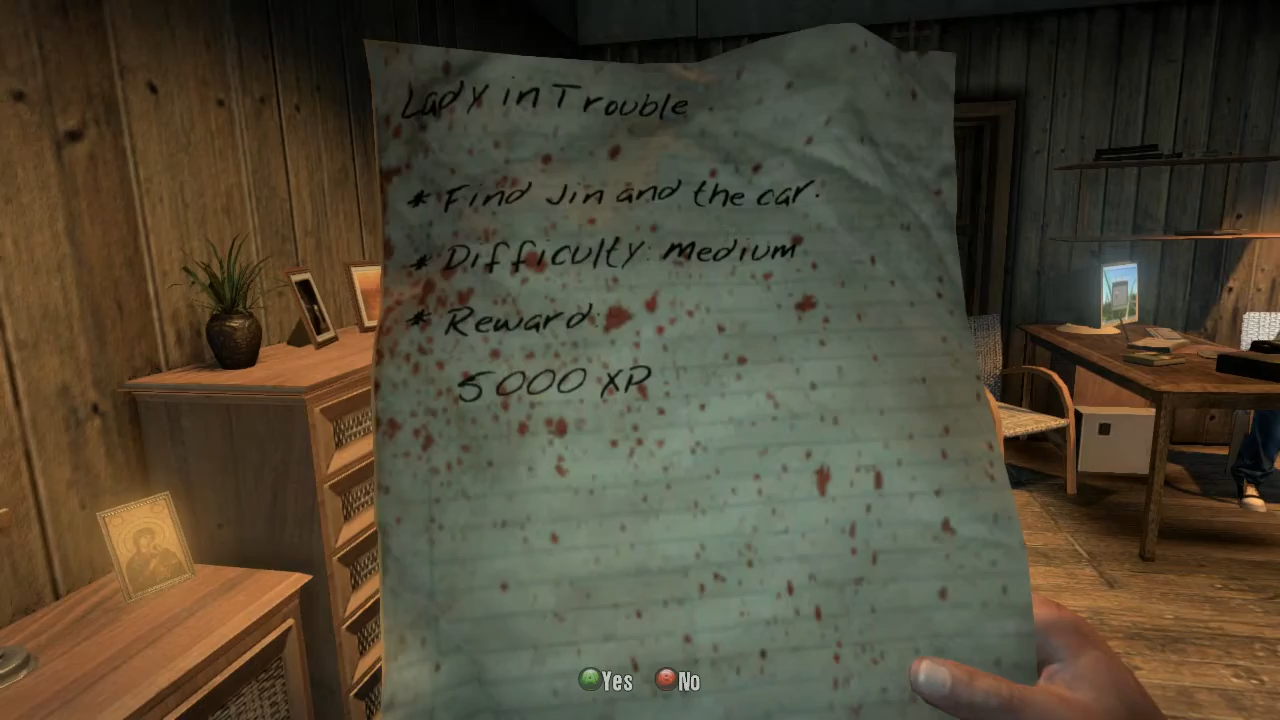 Lady in Trouble
* Find Jin and the car.
* Difficulty: medium
* Reward:
5000 XP
A Yes B No